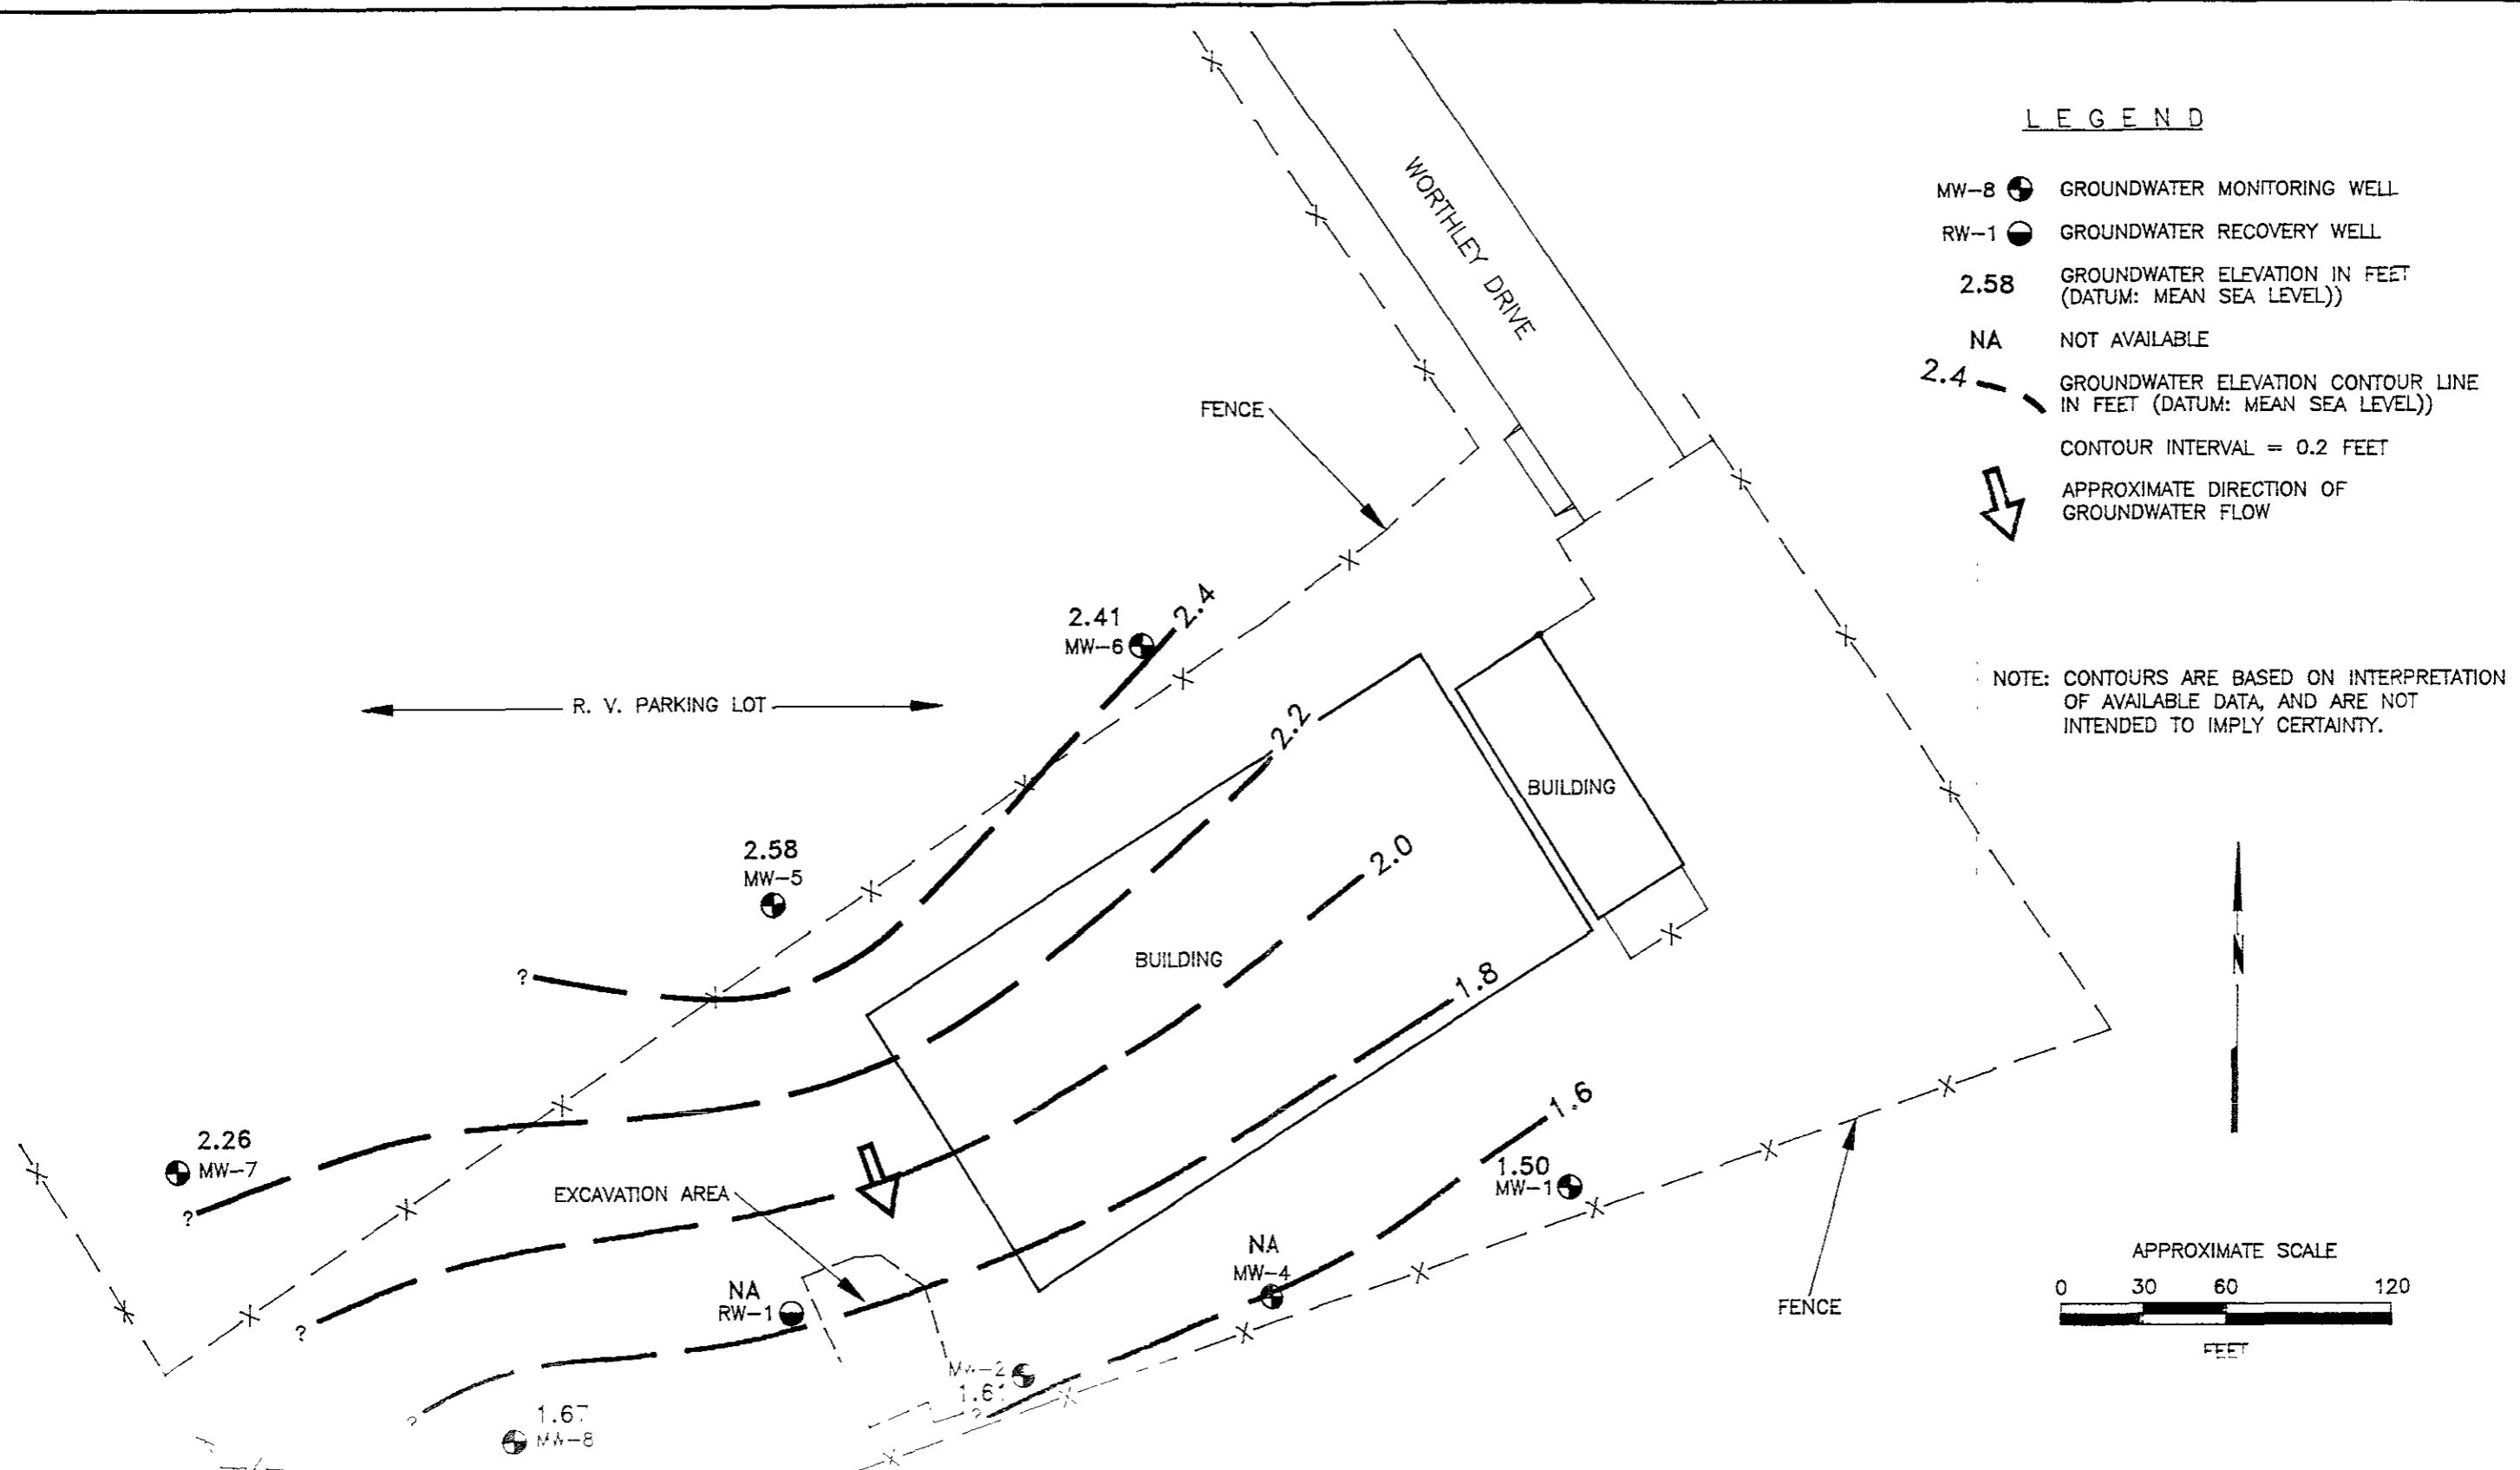 L E G E N D
MW-8 GROUNDWATER MONITORING WELL
RW-1 GROUNDWATER RECOVERY WELL
2.58 GROUNDWATER ELEVATION IN FEET
(DATUM: MEAN SEA LEVEL))
NA NOT AVAILABLE
2.4 GROUNDWATER ELEVATION CONTOUR LINE
IN FEET (DATUM: MEAN SEA LEVEL))
CONTOUR INTERVAL = 0.2 FEET
APPROXIMATE DIRECTION OF
GROUNDWATER FLOW
NOTE: CONTOURS ARE BASED ON INTERPRETATION
OF AVAILABLE DATA, AND ARE NOT
INTENDED TO IMPLY CERTAINTY.
WORTHLEY DRIVE
FENCE
2.41
MW-6
2.4
R. V. PARKING LOT
2.2
BUILDING
2.58
MW-5
2.0
BUILDING
?
1.8
1.6
2.26
MW-7
?
EXCAVATION AREA
1.50
MW-1
NA
MW-4
NA
RW-1
?
FENCE
MW-2
?
?
1.67
MW-8
N
APPROXIMATE SCALE
0 30 60 120
FEET